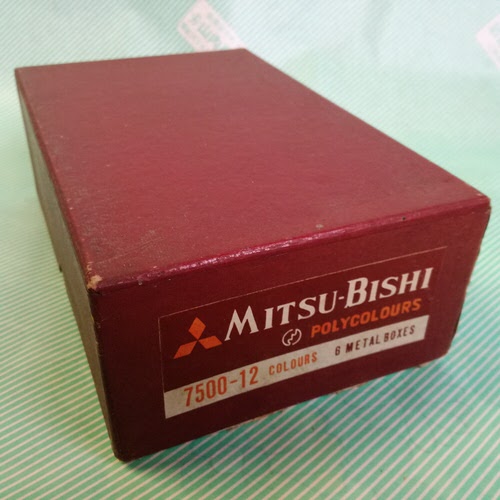 MITSU-BISHI
POLYCOLOURS
7500-12 COLOURS 6 METAL BOXES